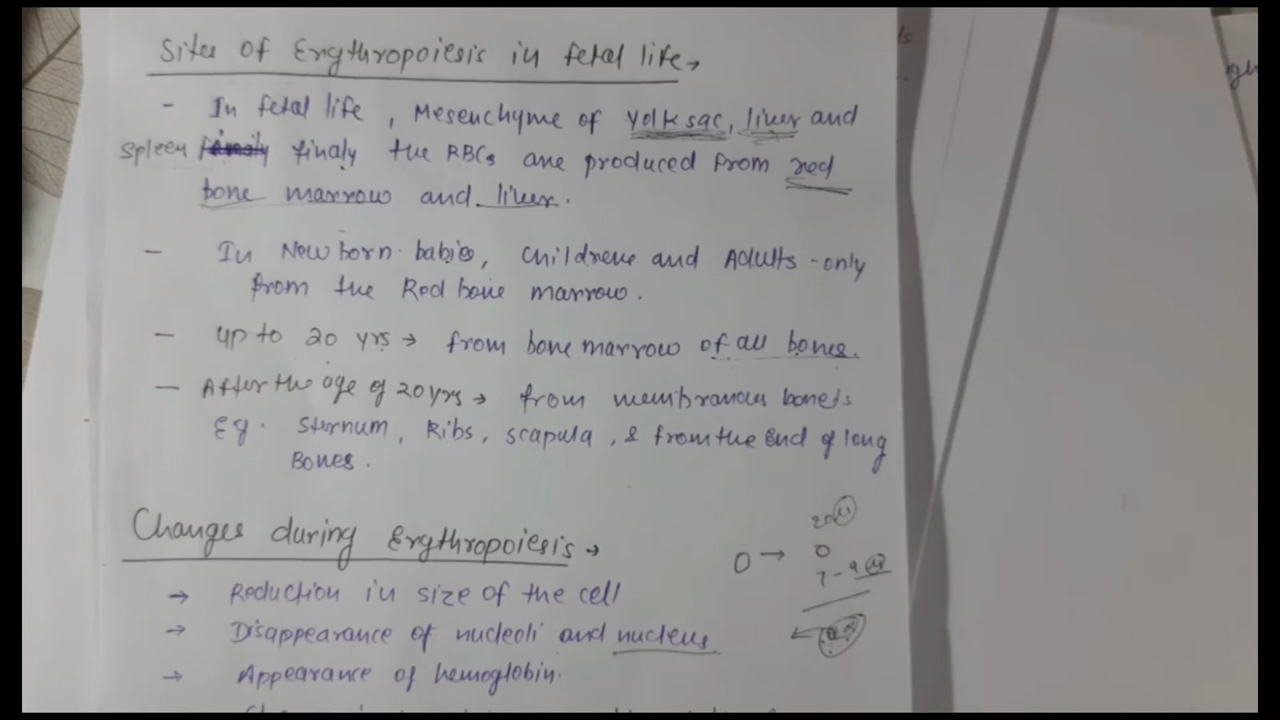 Sites of Erythropoiesis in fetal life →
- In fetal life, Mesenchyme of yolk sac, liver and
spleen finaly the RBCs are produced from red
bone marrow and liver.
- In New born babies, childrene and Adults - only
from the Red bone marrow.
- up to 20 yrs → from bone marrow of all bones.
- After the age of 20 yrs → from membranous bones
Eg. Sternum, Ribs, scapula, & from the end of long
Bones.
Changes during Erythropoiesis →
→ Reduction in size of the cell
→ Disappearance of nucleoli and nucleus
→ Appearance of hemoglobin.